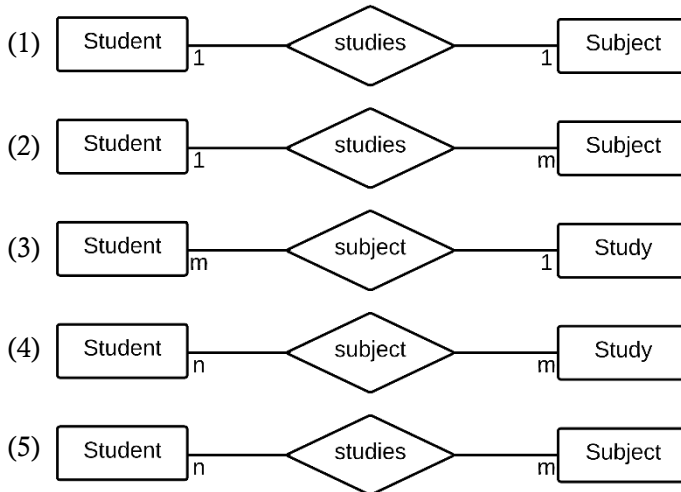 (1) Student studies Subject
1 1
(2) Student studies Subject
1 m
(3) Student subject Study
m 1
(4) Student subject Study
n m
(5) Student studies Subject
n m